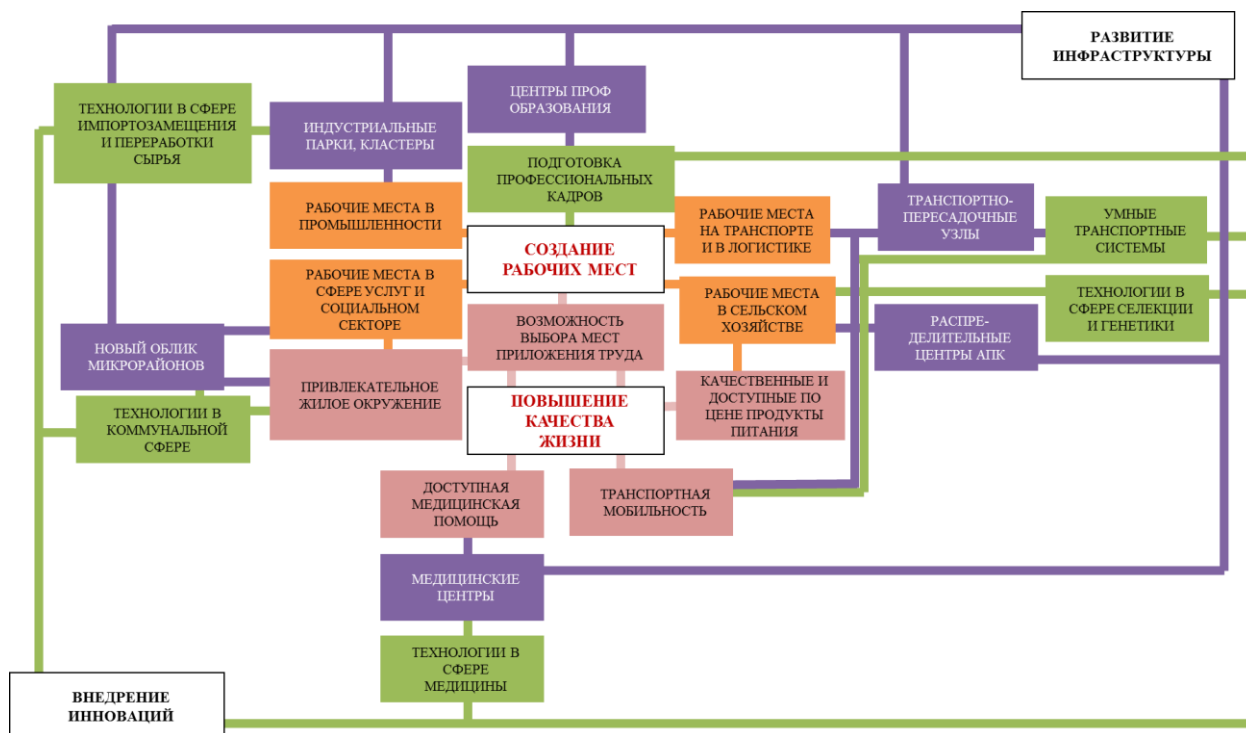 РАЗВИТИЕ
ИНФРАСТРУКТУРЫ
ЦЕНТРЫ ПРОФ
ОБРАЗОВАНИЯ
ТЕХНОЛОГИИ В СФЕРЕ
ИМПОРТОЗАМЕЩЕНИЯ
И ПЕРЕРАБОТКИ
СЫРЬЯ
ИНДУСТРИАЛЬНЫЕ
ПАРКИ, КЛАСТЕРЫ
ПОДГОТОВКА
ПРОФЕССИОНАЛЬНЫХ
КАДРОВ
РАБОЧИЕ МЕСТА В
ПРОМЫШЛЕННОСТИ
РАБОЧИЕ МЕСТА
НА ТРАНСПОРТЕ
И В ЛОГИСТИКЕ
ТРАНСПОРТНО-
ПЕРЕСАДОЧНЫЕ
УЗЛЫ
УМНЫЕ
ТРАНСПОРТНЫЕ
СИСТЕМЫ
СОЗДАНИЕ
РАБОЧИХ МЕСТ
РАБОЧИЕ МЕСТА В
СФЕРЕ УСЛУГ И
СОЦИАЛЬНОМ
СЕКТОРЕ
РАБОЧИЕ МЕСТА
В СЕЛЬСКОМ
ХОЗЯЙСТВЕ
ТЕХНОЛОГИИ В
СФЕРЕ СЕЛЕКЦИИ
И ГЕНЕТИКИ
ВОЗМОЖНОСТЬ
ВЫБОРА МЕСТ
ПРИЛОЖЕНИЯ ТРУДА
РАСПРЕ-
ДЕЛИТЕЛЬНЫЕ
ЦЕНТРЫ АПК
НОВЫЙ ОБЛИК
МИКРОРАЙОНОВ
ПРИВЛЕКАТЕЛЬНОЕ
ЖИЛОЕ ОКРУЖЕНИЕ
КАЧЕСТВЕННЫЕ И
ДОСТУПНЫЕ ПО
ЦЕНЕ ПРОДУКТЫ
ПИТАНИЯ
ПОВЫШЕНИЕ
КАЧЕСТВА
ЖИЗНИ
ТЕХНОЛОГИИ В
КОММУНАЛЬНОЙ
СФЕРЕ
ДОСТУПНАЯ
МЕДИЦИНСКАЯ
ПОМОЩЬ
ТРАНСПОРТНАЯ
МОБИЛЬНОСТЬ
МЕДИЦИНСКИЕ
ЦЕНТРЫ
ТЕХНОЛОГИИ В
СФЕРЕ
МЕДИЦИНЫ
ВНЕДРЕНИЕ
ИННОВАЦИЙ